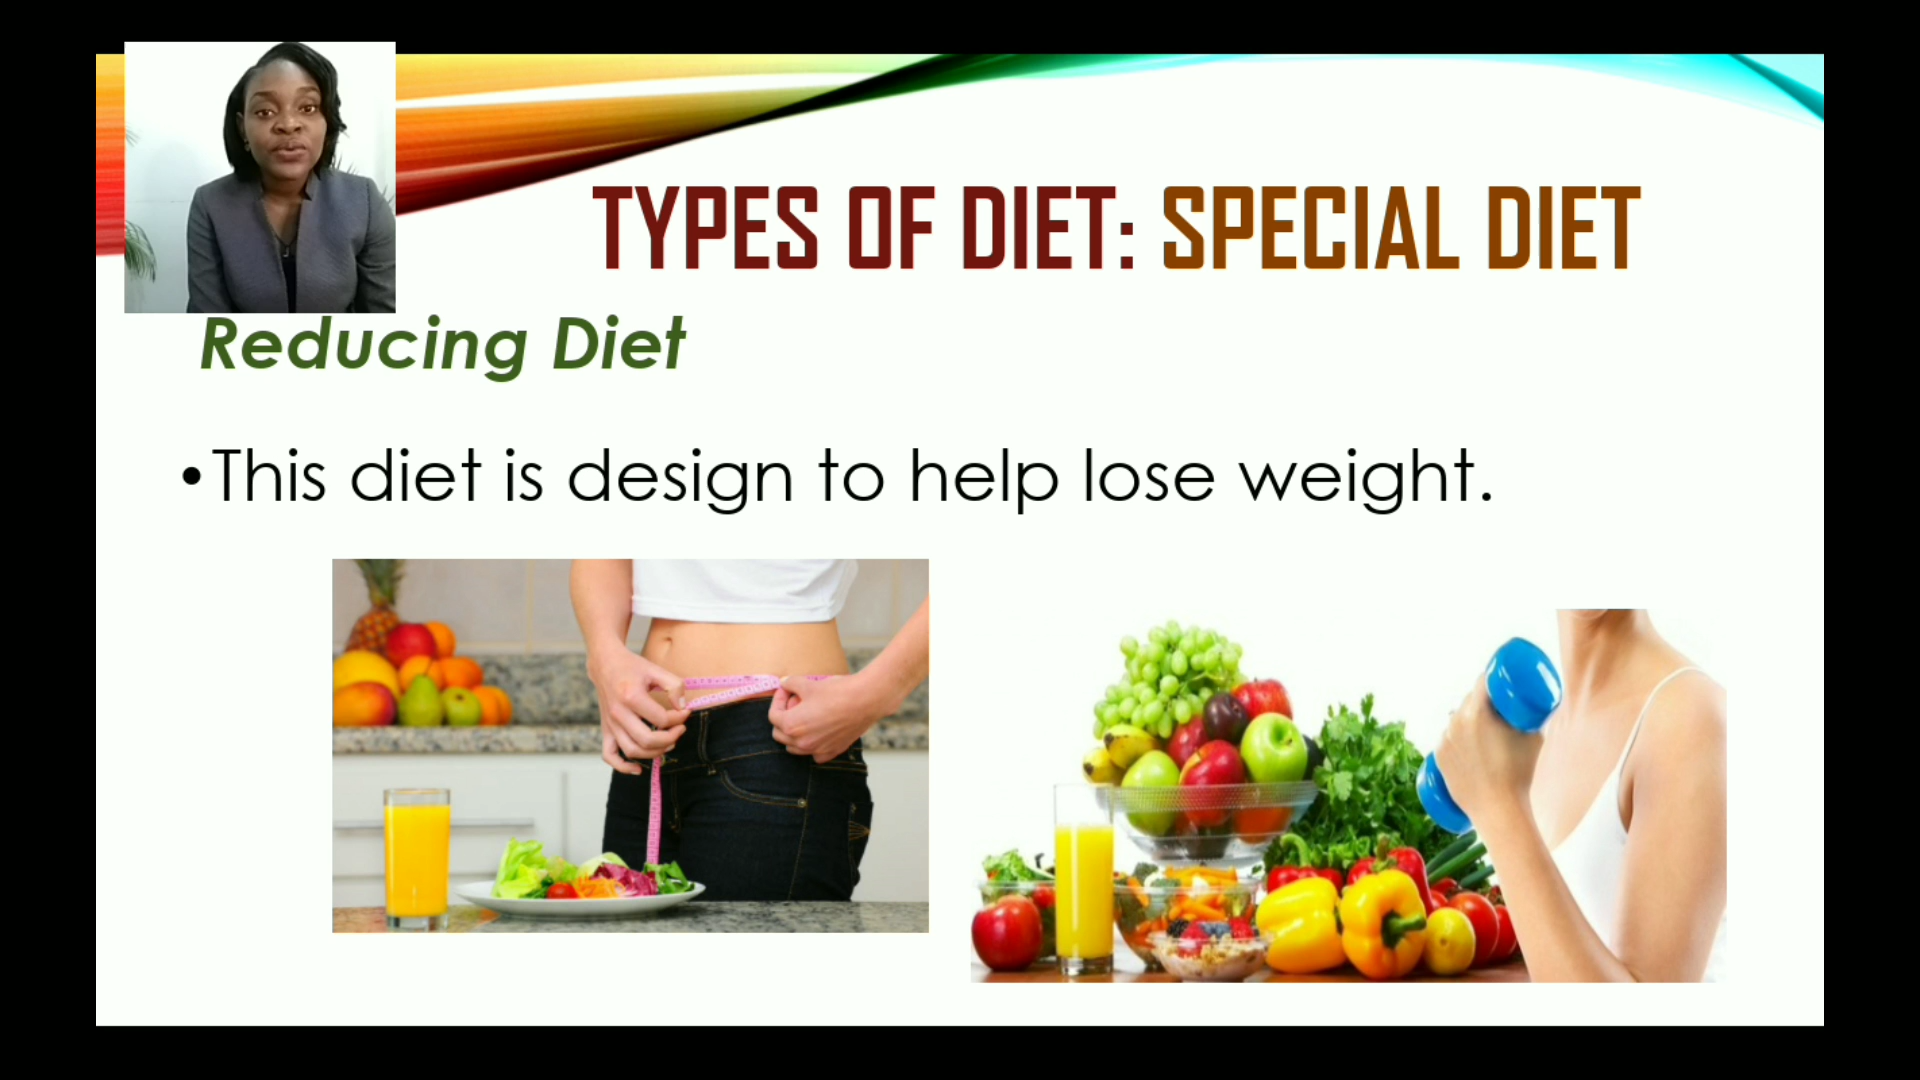 TYPES OF DIET: SPECIAL DIET
Reducing Diet
•This diet is design to help lose weight.